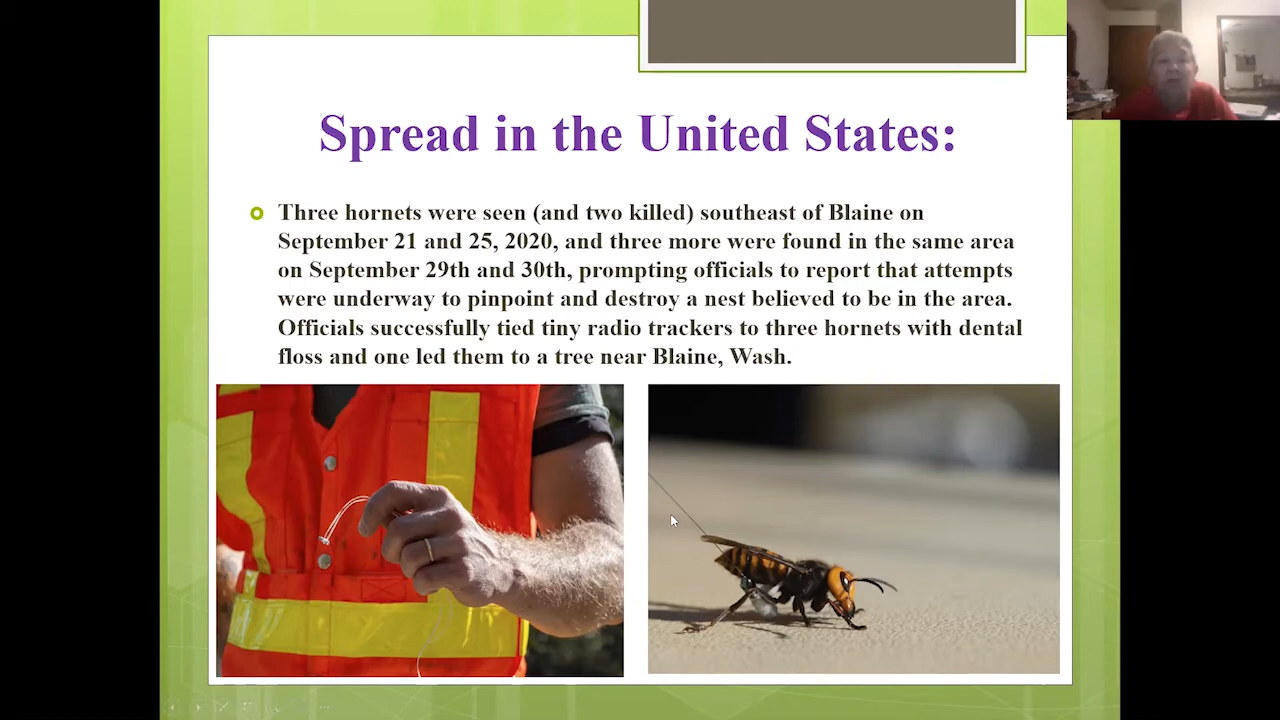 Spread in the United States:
Three hornets were seen (and two killed) southeast of Blaine on
September 21 and 25, 2020, and three more were found in the same area
on September 29th and 30th, prompting officials to report that attempts
were underway to pinpoint and destroy a nest believed to be in the area.
Officials successfully tied tiny radio trackers to three hornets with dental
floss and one led them to a tree near Blaine, Wash.